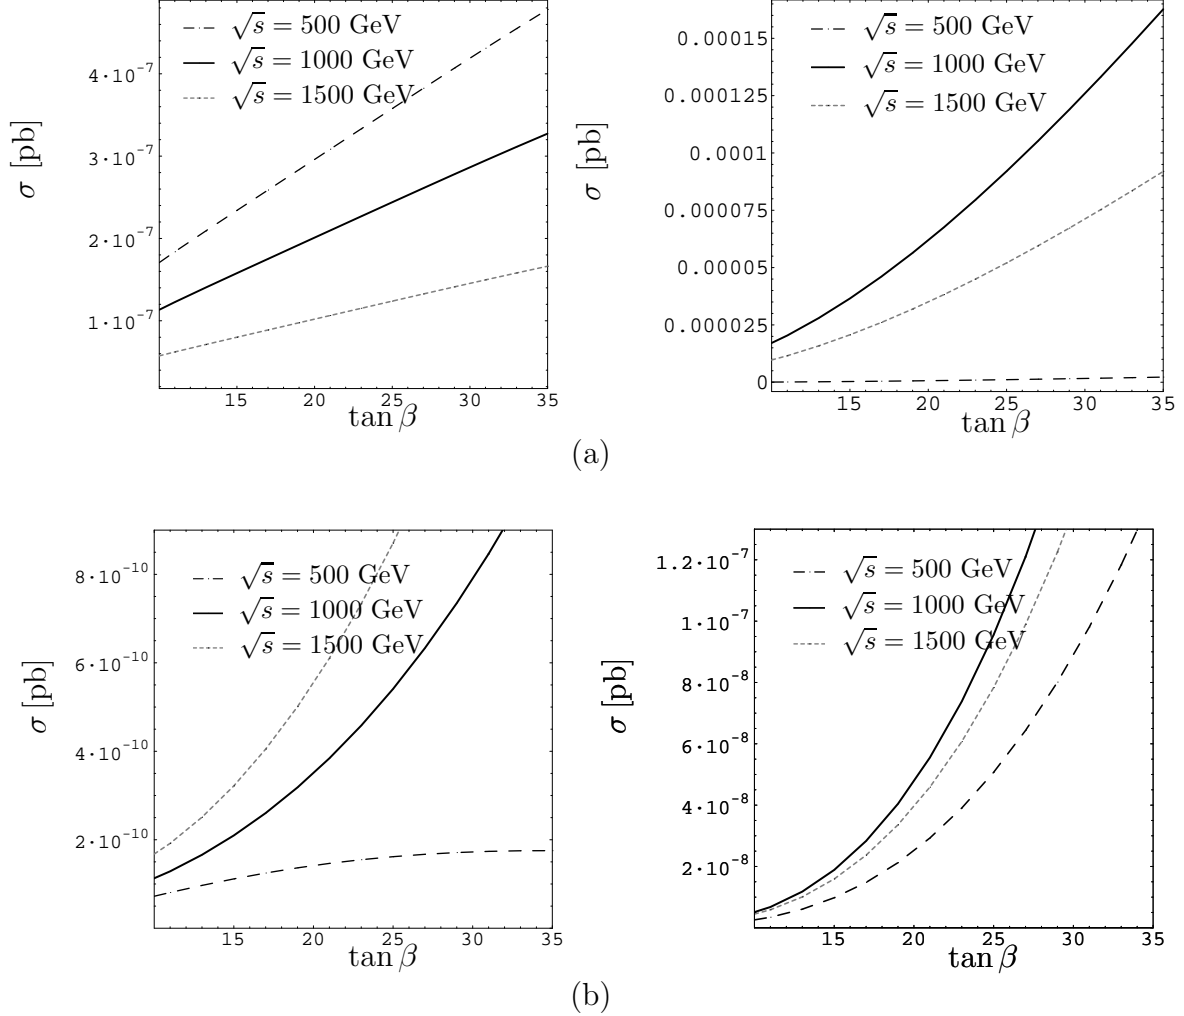 √s = 500 GeV
√s = 1000 GeV
√s = 1500 GeV
σ [pb]
4·10⁻⁷
3·10⁻⁷
2·10⁻⁷
1·10⁻⁷
15 20 25 30 35
tan β
√s = 500 GeV
√s = 1000 GeV
√s = 1500 GeV
σ [pb]
0.00015
0.000125
0.0001
0.000075
0.00005
0.000025
0
15 20 25 30 35
tan β
(a)
√s = 500 GeV
√s = 1000 GeV
√s = 1500 GeV
σ [pb]
8·10⁻¹⁰
6·10⁻¹⁰
4·10⁻¹⁰
2·10⁻¹⁰
15 20 25 30 35
tan β
√s = 500 GeV
√s = 1000 GeV
√s = 1500 GeV
σ [pb]
1.2·10⁻⁷
1·10⁻⁷
8·10⁻⁸
6·10⁻⁸
4·10⁻⁸
2·10⁻⁸
15 20 25 30 35
tan β
(b)